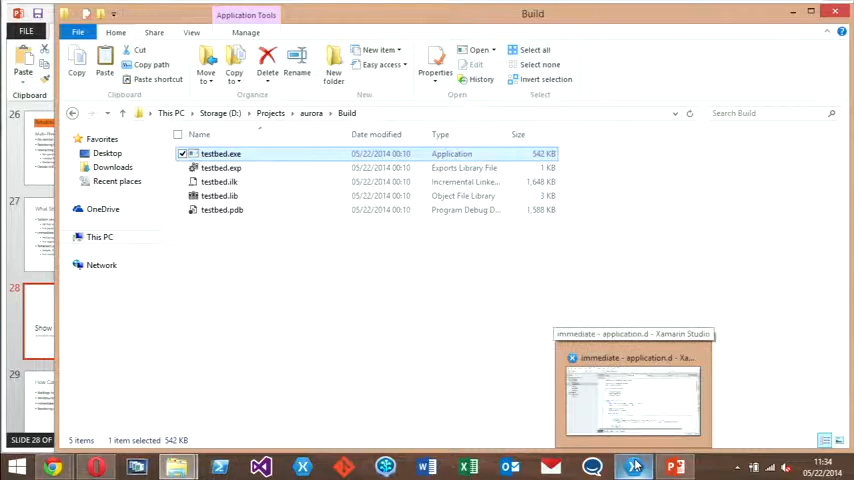 Application Tools
Build
FILE
File
Home
Share
View
Manage
Paste
Clipboard
Copy
Paste
Cut
Copy path
Paste shortcut
Clipboard
Move to
Copy to
Delete
Rename
Organize
New folder
New item
Easy access
New
Properties
Open
Edit
History
Open
Select all
Select none
Invert selection
Select
This PC
Storage (D:)
Projects
aurora
Build
Search Build
Favorites
Desktop
Downloads
Recent places
OneDrive
This PC
Network
Name
Date modified
Type
Size
testbed.exe 05/22/2014 00:10 Application 542 KB
testbed.exp 05/22/2014 00:10 Exports Library File 1 KB
testbed.ilk 05/22/2014 00:10 Incremental Linke... 1,648 KB
testbed.lib 05/22/2014 00:10 Object File Library 3 KB
testbed.pdb 05/22/2014 00:10 Program Debug D... 1,588 KB
26
27
28
Show
29
immediate - application.d - Xamarin Studio
immediate - application.d - Xa...
5 items 1 item selected 542 KB
SLIDE 28 OF
11:34
05/22/2014